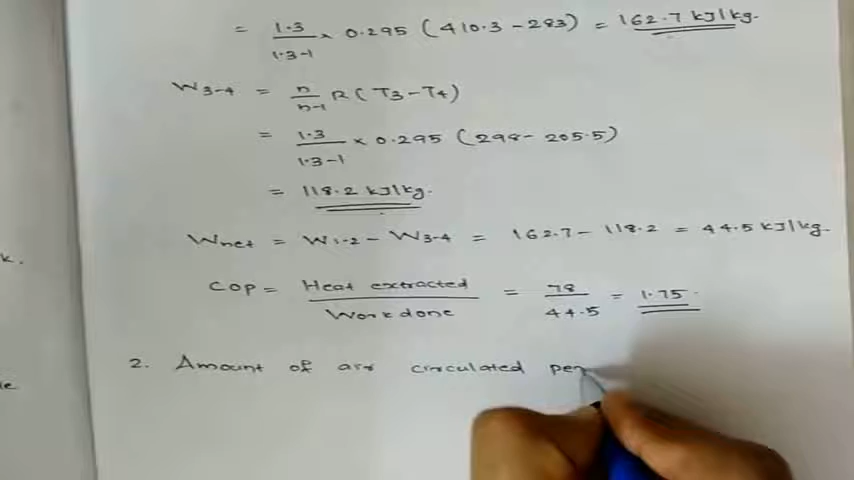 = 1.3/1.3-1 × 0.295 (410.3 - 283) = 162.7 kJ/kg.
W3-4 = n/n-1 R (T3 - T4)
= 1.3/1.3-1 × 0.295 (298 - 205.5)
= 118.2 kJ/kg.
Wnet = W1-2 - W3-4 = 162.7 - 118.2 = 44.5 kJ/kg.
k.
COP = Heat extracted/Work done = 78/44.5 = 1.75.
2. Amount of air circulated per